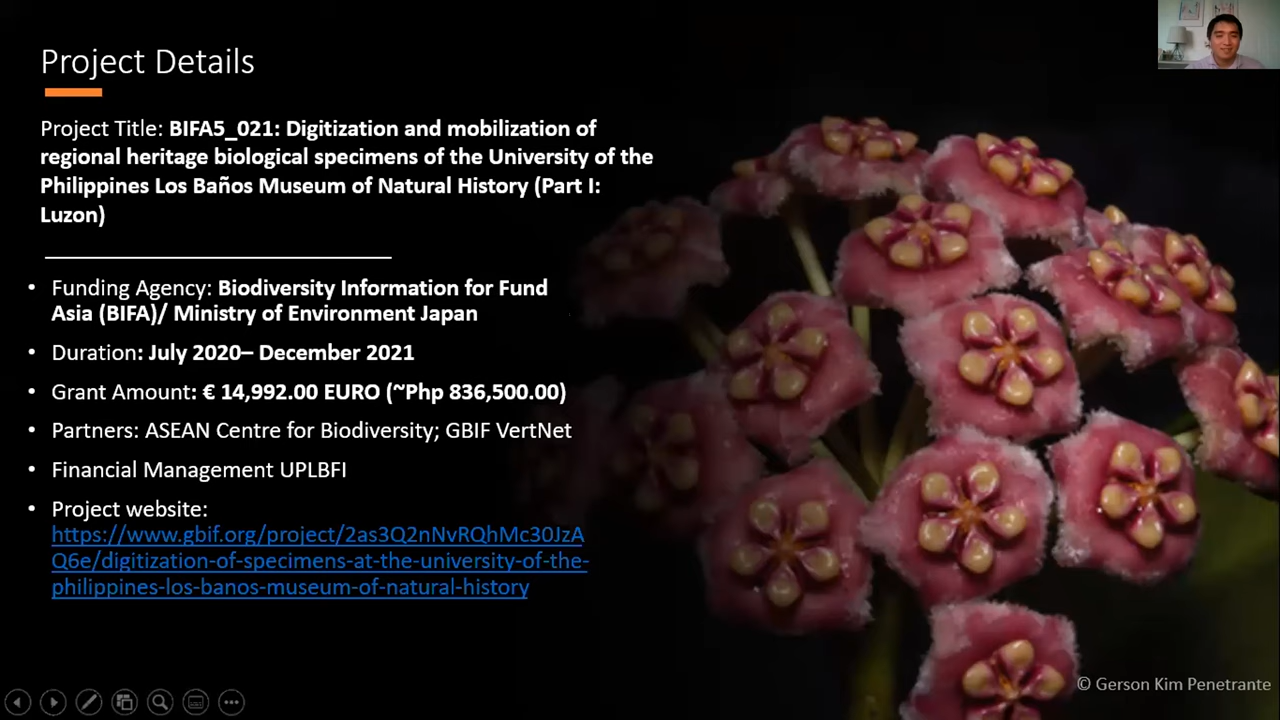 Project Details
Project Title: BIFA5_021: Digitization and mobilization of
regional heritage biological specimens of the University of the
Philippines Los Baños Museum of Natural History (Part I:
Luzon)
• Funding Agency: Biodiversity Information for Fund
Asia (BIFA)/ Ministry of Environment Japan
• Duration: July 2020– December 2021
• Grant Amount: € 14,992.00 EURO (~Php 836,500.00)
• Partners: ASEAN Centre for Biodiversity; GBIF VertNet
• Financial Management UPLBFI
• Project website:
https://www.gbif.org/project/2as3Q2nNvRQhMc30JzA
Q6e/digitization-of-specimens-at-the-university-of-the-
philippines-los-banos-museum-of-natural-history
© Gerson Kim Penetrante